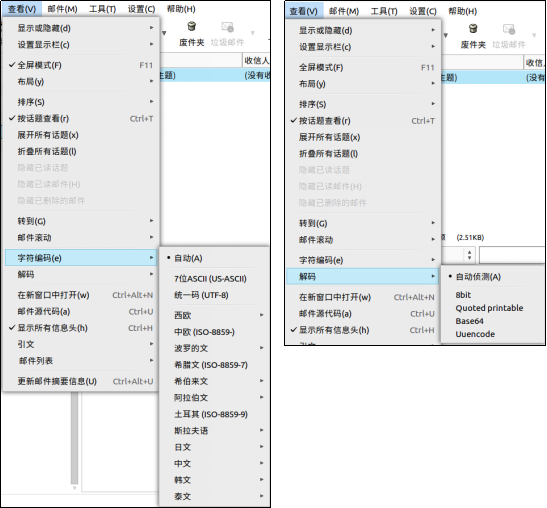 查看(V) 邮件(M) 工具(T) 设置(C) 帮助(H)
废件夹 垃圾邮件
收信人
主题) (没有收
显示或隐藏(d)
设置显示栏(c)
✓ 全屏模式(F) F11
布局(y)
排序(S)
✓ 按话题查看(r) Ctrl+T
展开所有话题(x)
折叠所有话题(l)
隐藏已读话题
隐藏已读邮件(H)
隐藏已删除的邮件
转到(G)
邮件滚动
字符编码(e)
解码
在新窗口中打开(w) Ctrl+Alt+N
邮件源代码(a) Ctrl+U
✓ 显示所有信息头(h) Ctrl+H
引文
邮件列表
更新邮件摘要信息(U) Ctrl+Alt+U
• 自动(A)
7位ASCII (US-ASCII)
统一码 (UTF-8)
西欧
中欧 (ISO-8859-)
波罗的文
希腊文 (ISO-8859-7)
希伯来文
阿拉伯文
土耳其 (ISO-8859-9)
斯拉夫语
日文
中文
韩文
泰文
查看(V) 邮件(M) 工具(T) 设置(C) 帮助(H)
废件夹 垃圾邮件
收信人
主题) (没有收
显示或隐藏(d)
设置显示栏(c)
✓ 全屏模式(F) F11
布局(y)
排序(S)
✓ 按话题查看(r) Ctrl+T
展开所有话题(x)
折叠所有话题(l)
隐藏已读话题
隐藏已读邮件(H)
隐藏已删除的邮件
转到(G)
邮件滚动
(2.51KB)
字符编码(e)
解码
在新窗口中打开(w) Ctrl+Alt+N
邮件源代码(a) Ctrl+U
✓ 显示所有信息头(h) Ctrl+H
引文
• 自动侦测(A)
8bit
Quoted printable
Base64
Uuencode